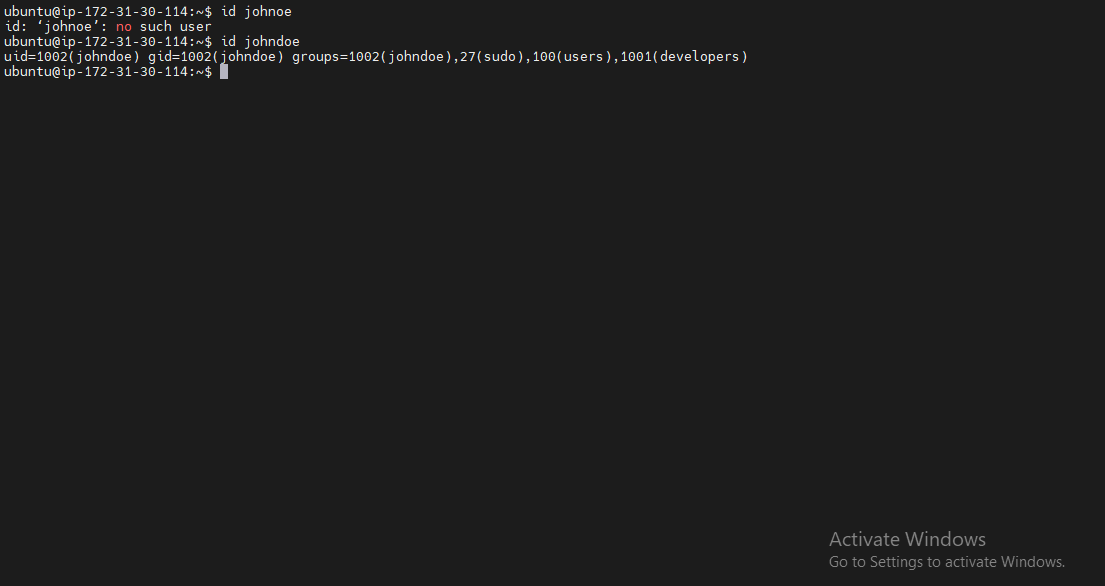 ubuntu@ip-172-31-30-114:~$ id johnoe
id: ‘johnoe’: no such user
ubuntu@ip-172-31-30-114:~$ id johndoe
uid=1002(johndoe) gid=1002(johndoe) groups=1002(johndoe),27(sudo),100(users),1001(developers)
ubuntu@ip-172-31-30-114:~$
Activate Windows
Go to Settings to activate Windows.